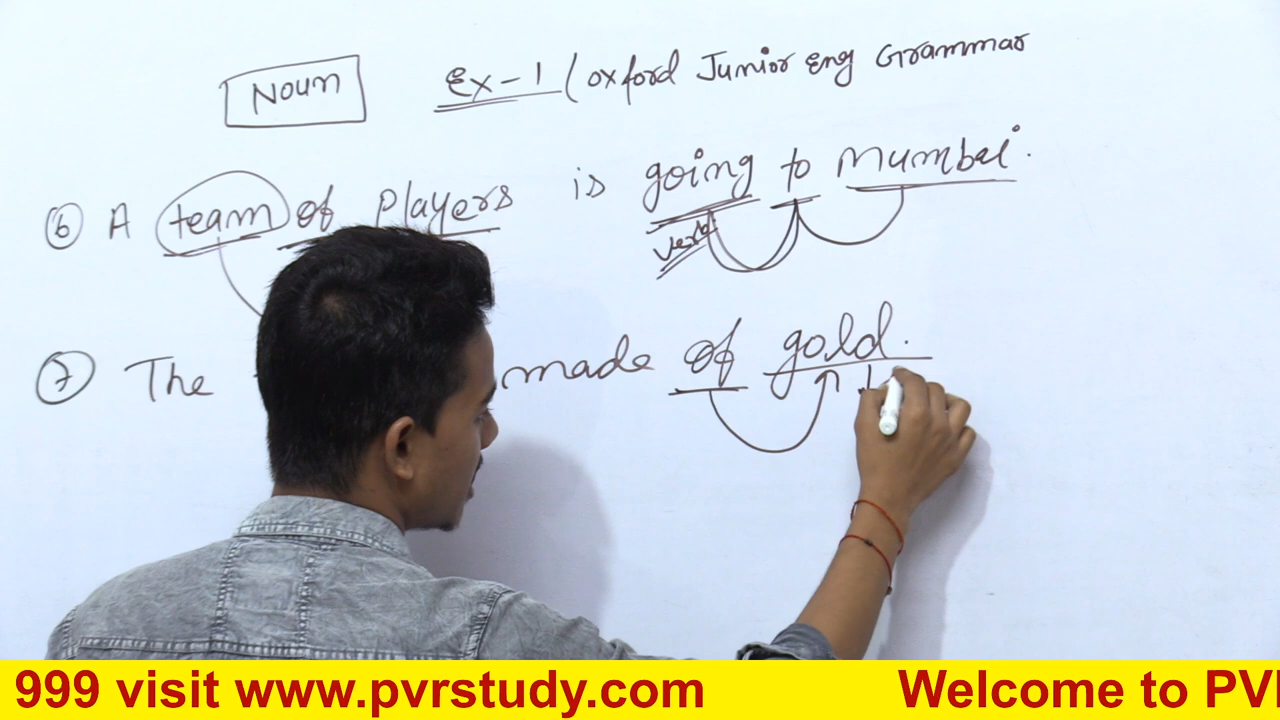 Noun Ex-1 (Oxford Junior Eng Grammar
6 A team of players is going to Mumbai.
verb
7 The made of gold.
999 visit www.pvrstudy.com Welcome to PV